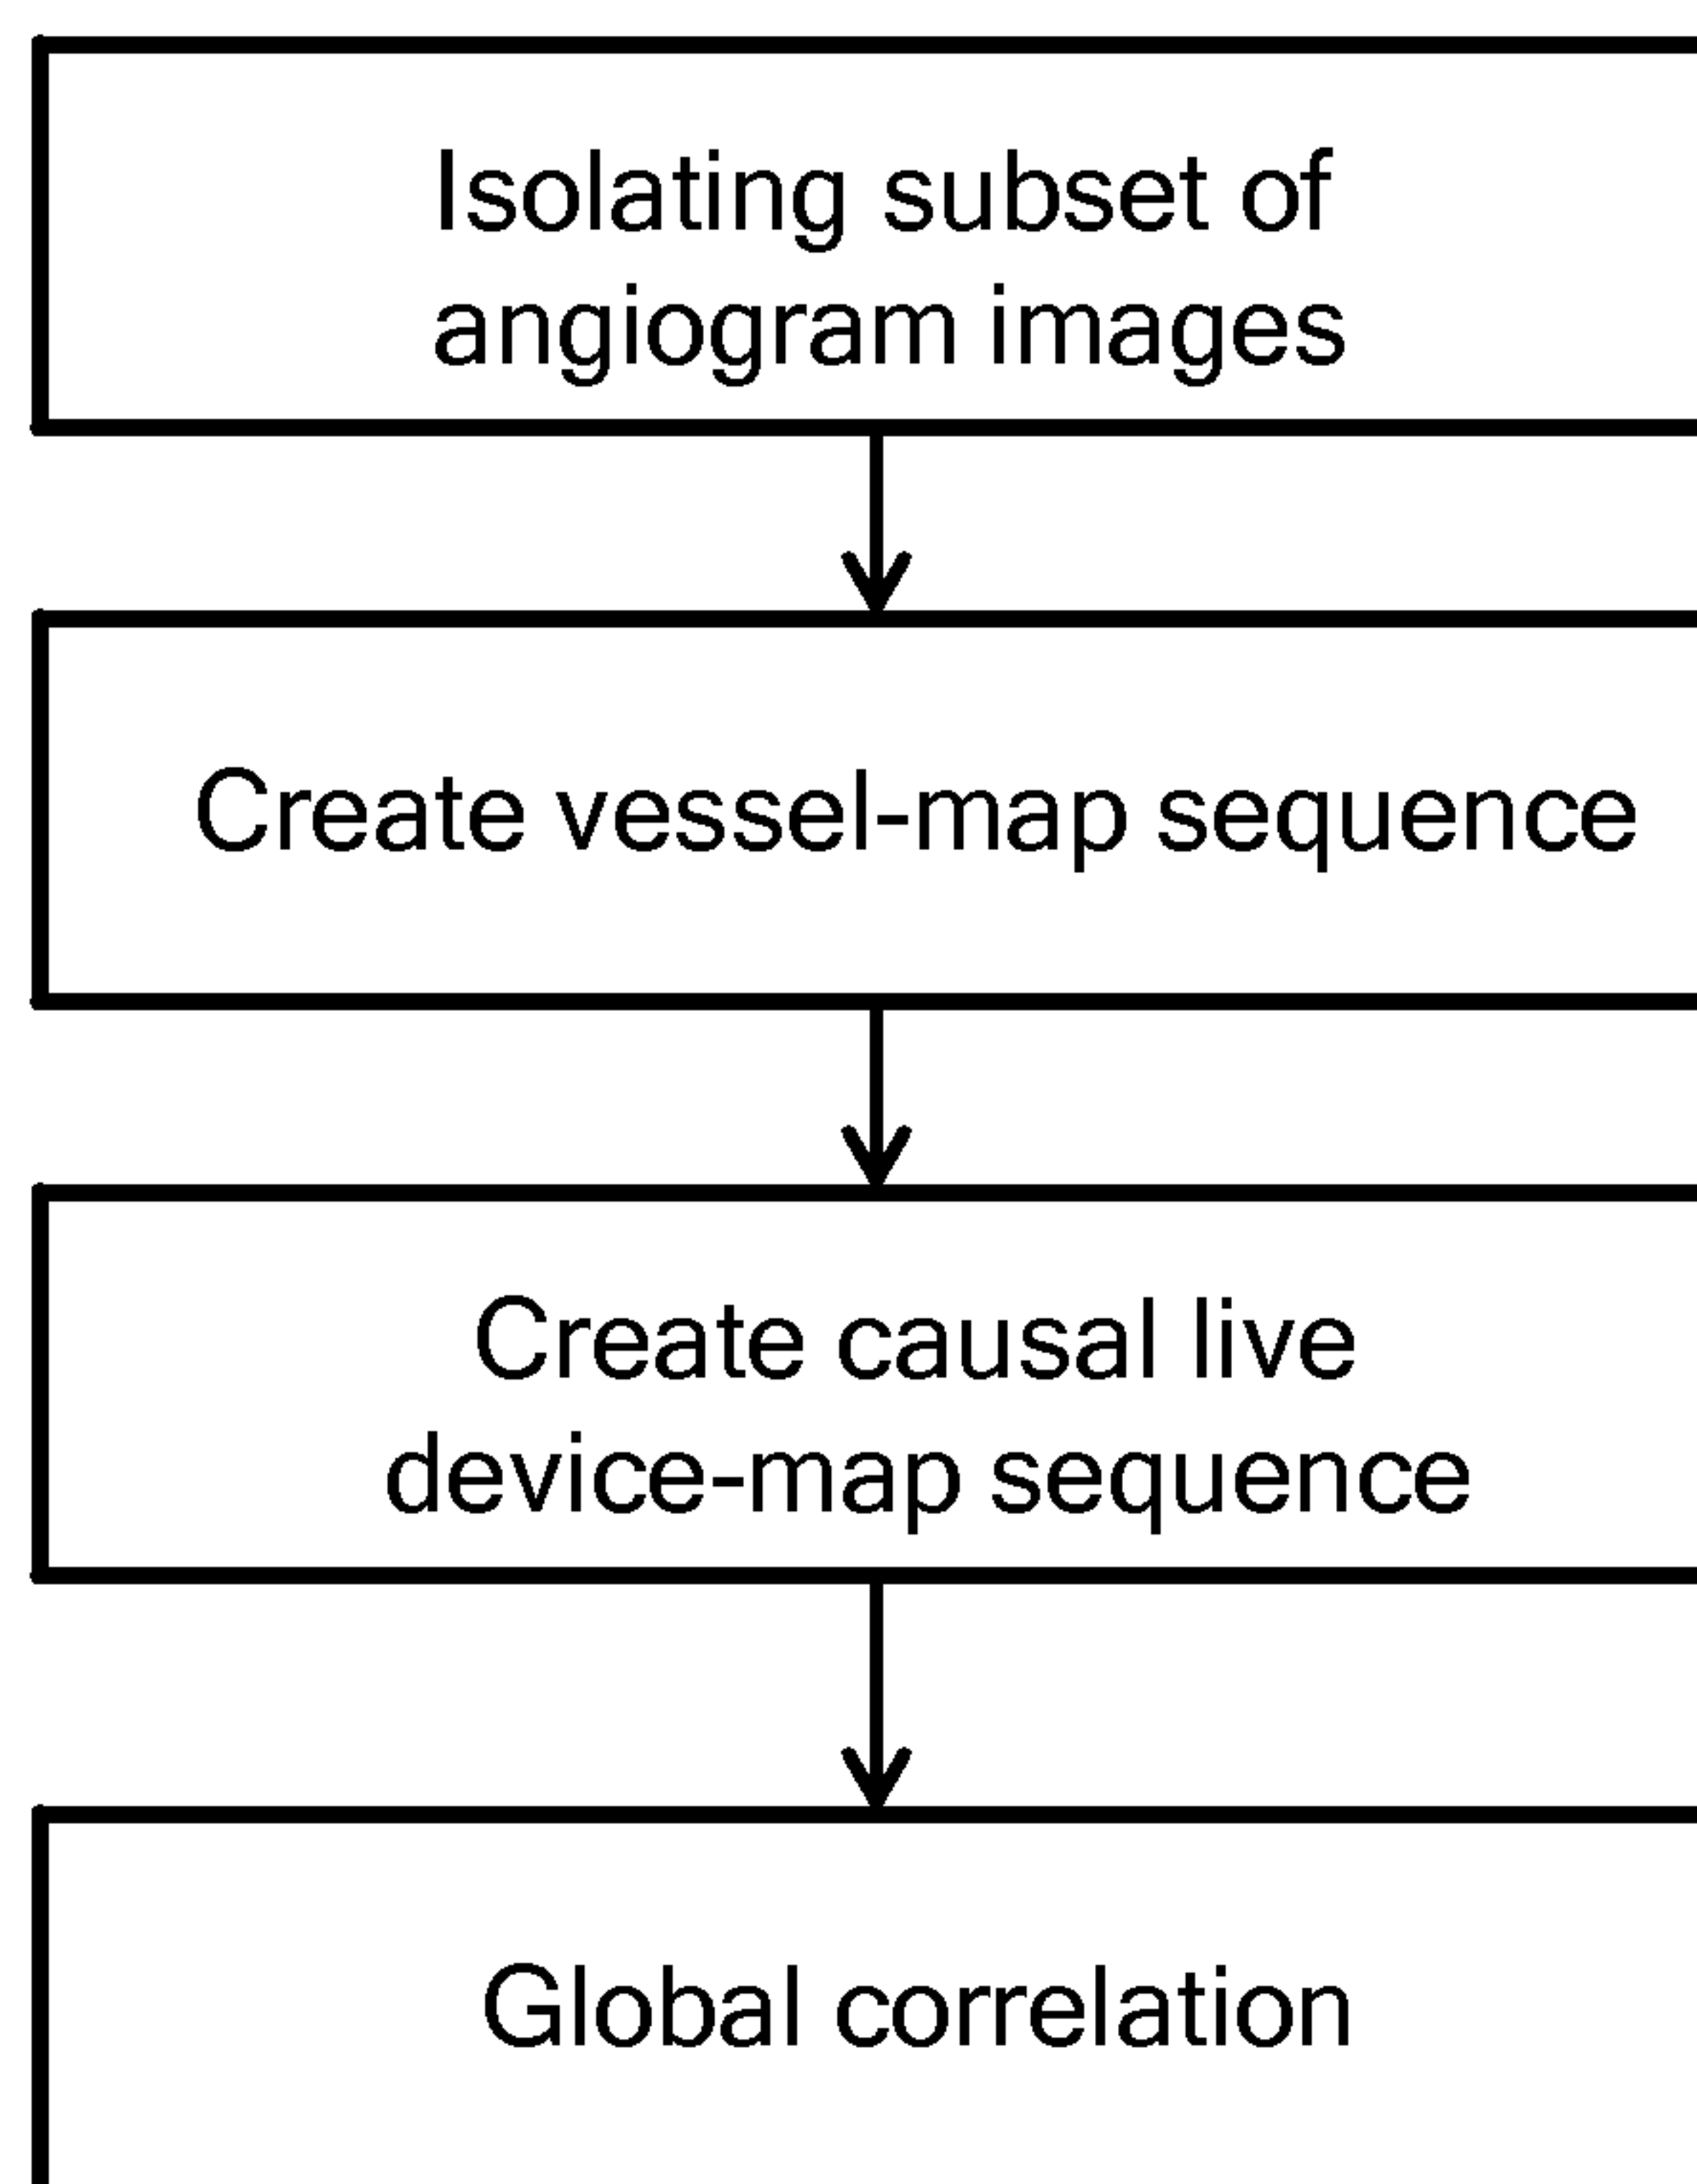 Isolating subset of
angiogram images
Create vessel-map sequence
Create causal live
device-map sequence
Global correlation